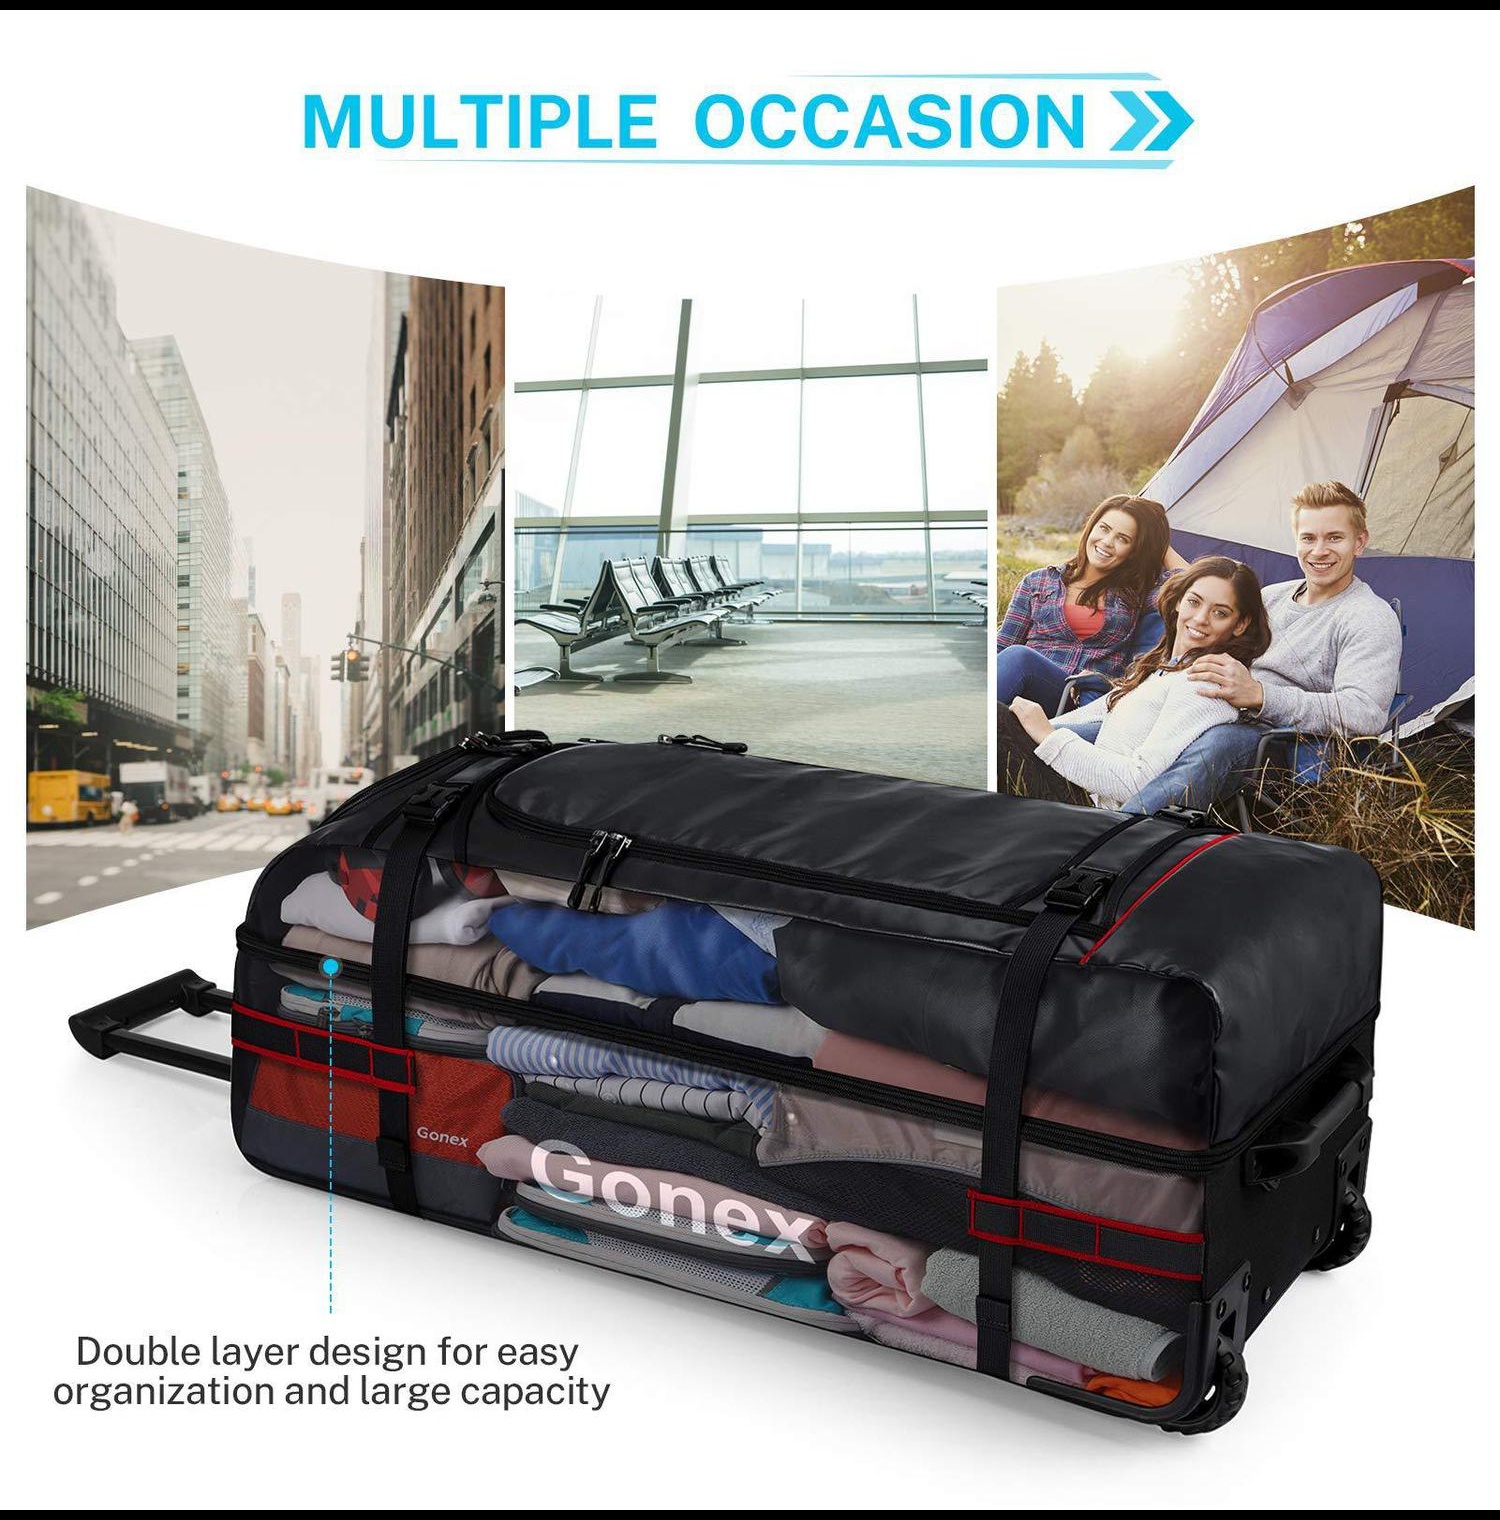 MULTIPLE OCCASION
Gonex
Gonex
Double layer design for easy
organization and large capacity